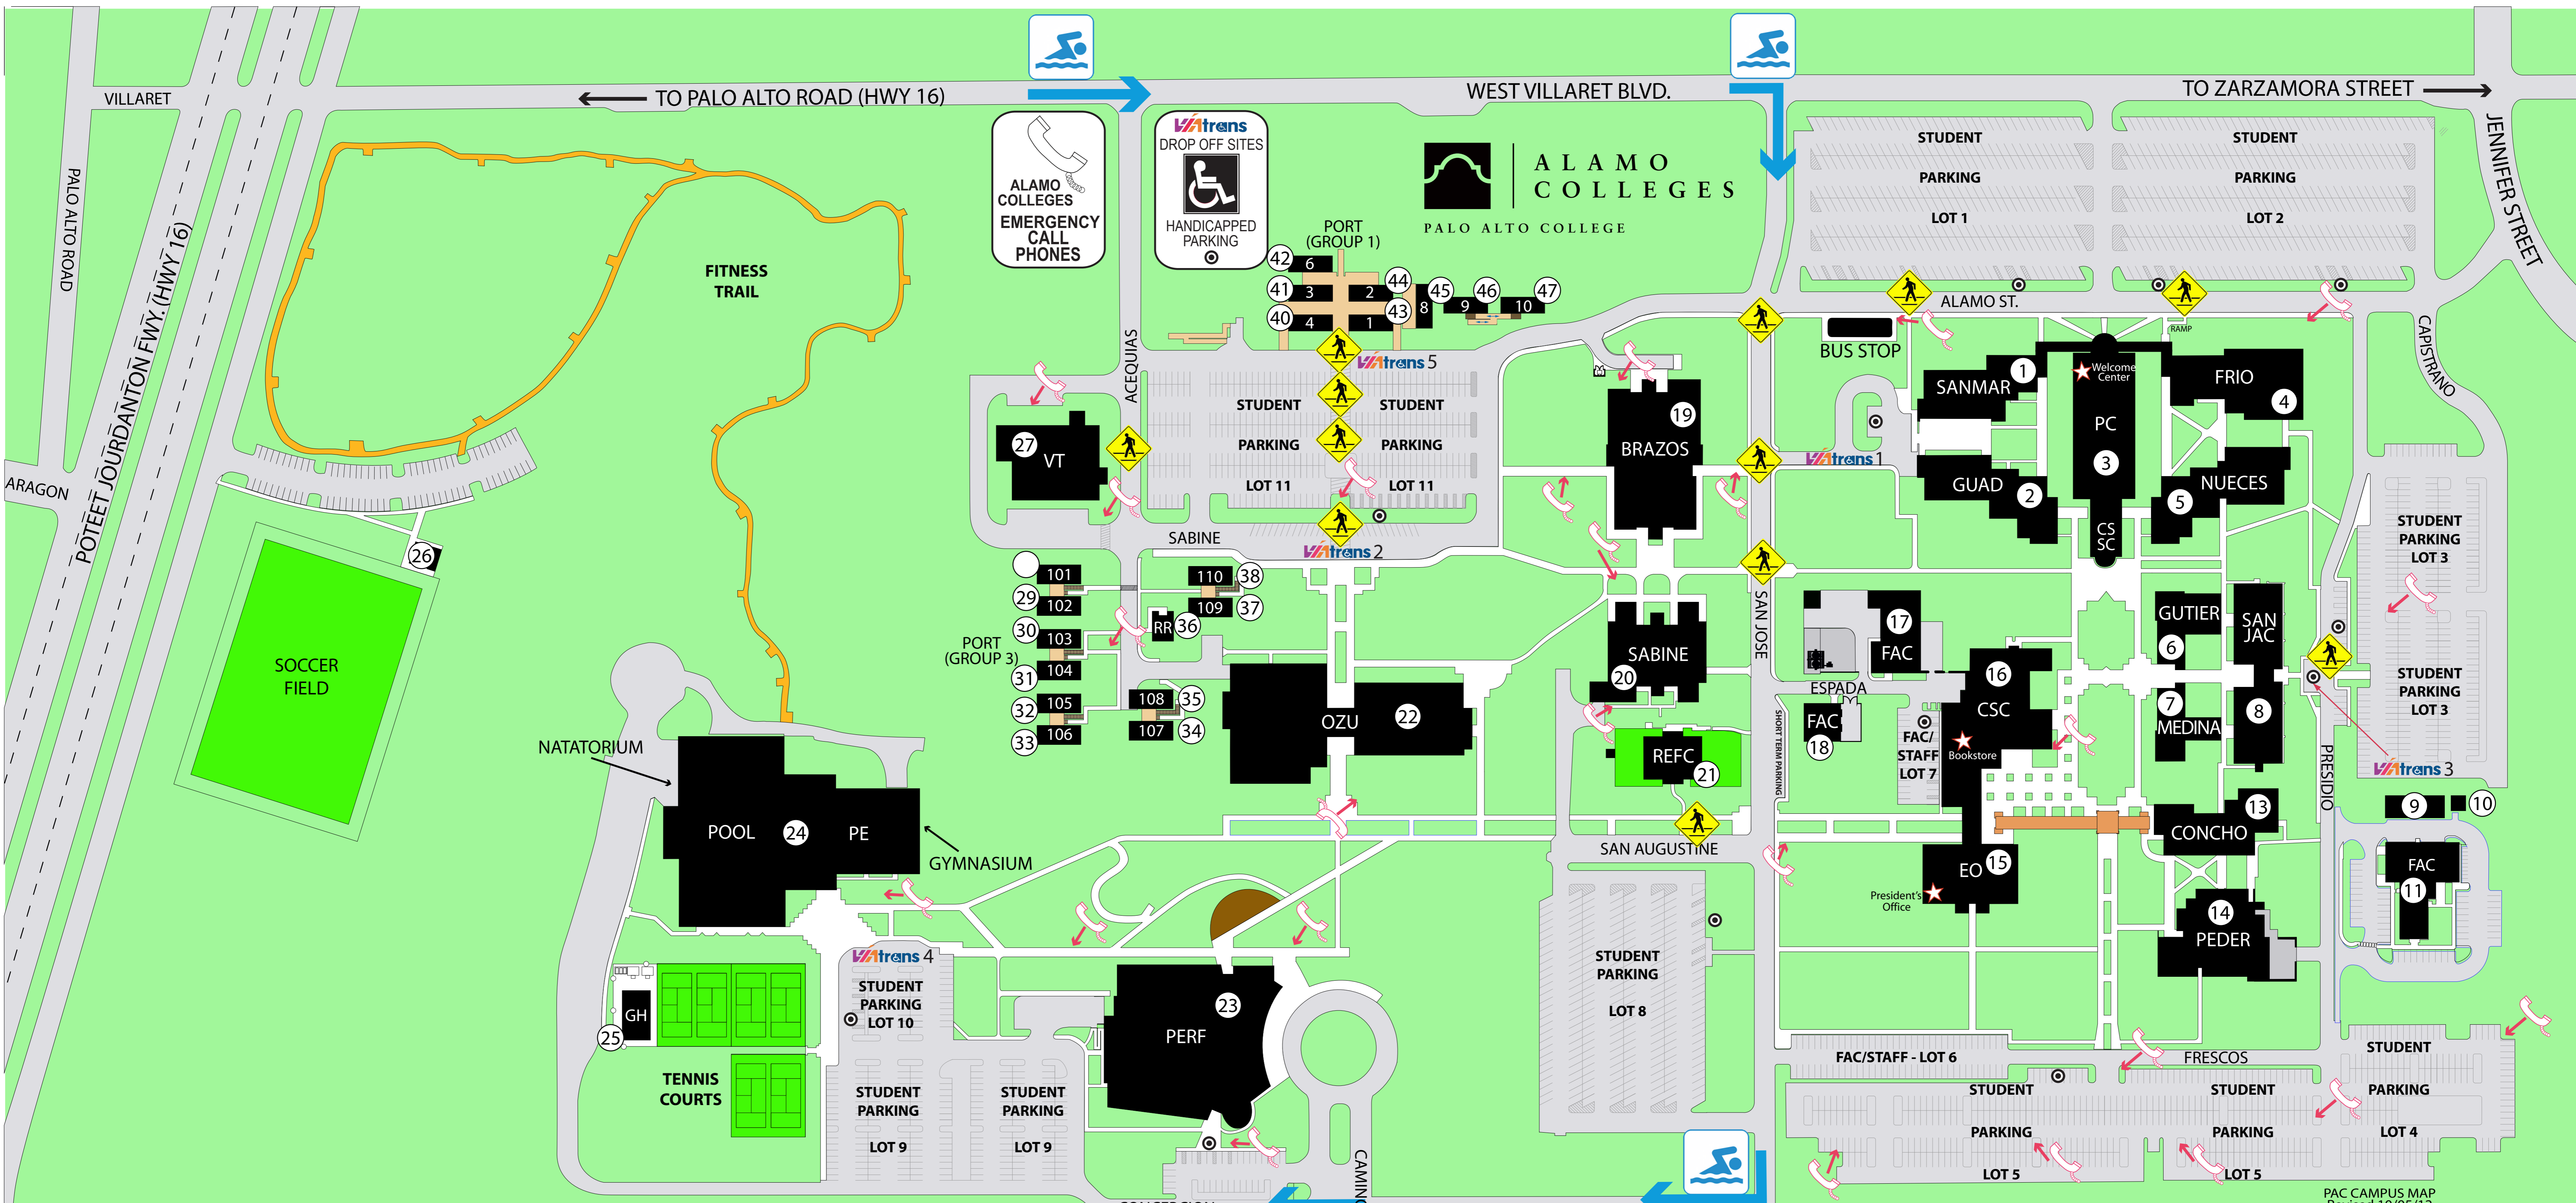 VILLARET
TO PALO ALTO ROAD (HWY 16)
WEST VILLARET BLVD.
TO ZARZAMORA STREET
JENNIFER STREET
PALO ALTO ROAD
POTEET JOURDANTON FWY. (HWY 16)
ARAGON
FITNESS
TRAIL
ALAMO
COLLEGES
EMERGENCY
CALL
PHONES
VIAtrans
DROP OFF SITES
HANDICAPPED
PARKING
ALAMO
COLLEGES
PALO ALTO COLLEGE
STUDENT
PARKING
LOT 1
STUDENT
PARKING
LOT 2
PORT
(GROUP 1)
42
6
41
3
2
44
40
4
1
43
45
8
46
9
47
10
ALAMO ST.
RAMP
BUS STOP
CAPISTRANO
ACEQUIAS
VIAtrans 5
STUDENT
PARKING
LOT 11
STUDENT
PARKING
LOT 11
27
VT
19
BRAZOS
VIAtrans 1
1
SANMAR
Welcome
Center
PC
3
CS
SC
FRIO
4
GUAD
2
NUECES
5
STUDENT
PARKING
LOT 3
STUDENT
PARKING
LOT 3
SABINE
VIAtrans 2
26
SOCCER
FIELD
101
29
102
30
103
31
104
32
105
33
106
PORT
(GROUP 3)
110
38
109
37
RR
36
108
35
107
34
SAN JOSE
17
FAC
SABINE
20
ESPADA
FAC
18
FAC/
STAFF
LOT 7
SHORT TERM PARKING
16
CSC
Bookstore
GUTIER
6
SAN
JAC
7
MEDINA
8
PRESIDIO
VIAtrans 3
OZU
22
REFC
21
NATATORIUM
POOL
24
PE
GYMNASIUM
SAN AUGUSTINE
13
CONCHO
9
10
FAC
11
EO
15
President's
Office
14
PEDER
VIAtrans 4
STUDENT
PARKING
LOT 10
GH
25
TENNIS
COURTS
STUDENT
PARKING
LOT 9
STUDENT
PARKING
LOT 9
23
PERF
STUDENT
PARKING
LOT 8
FAC/STAFF - LOT 6
FRESCOS
STUDENT
PARKING
LOT 5
STUDENT
PARKING
LOT 5
STUDENT
PARKING
LOT 4
CAMINO
CONCEPCION
PAC CAMPUS MAP